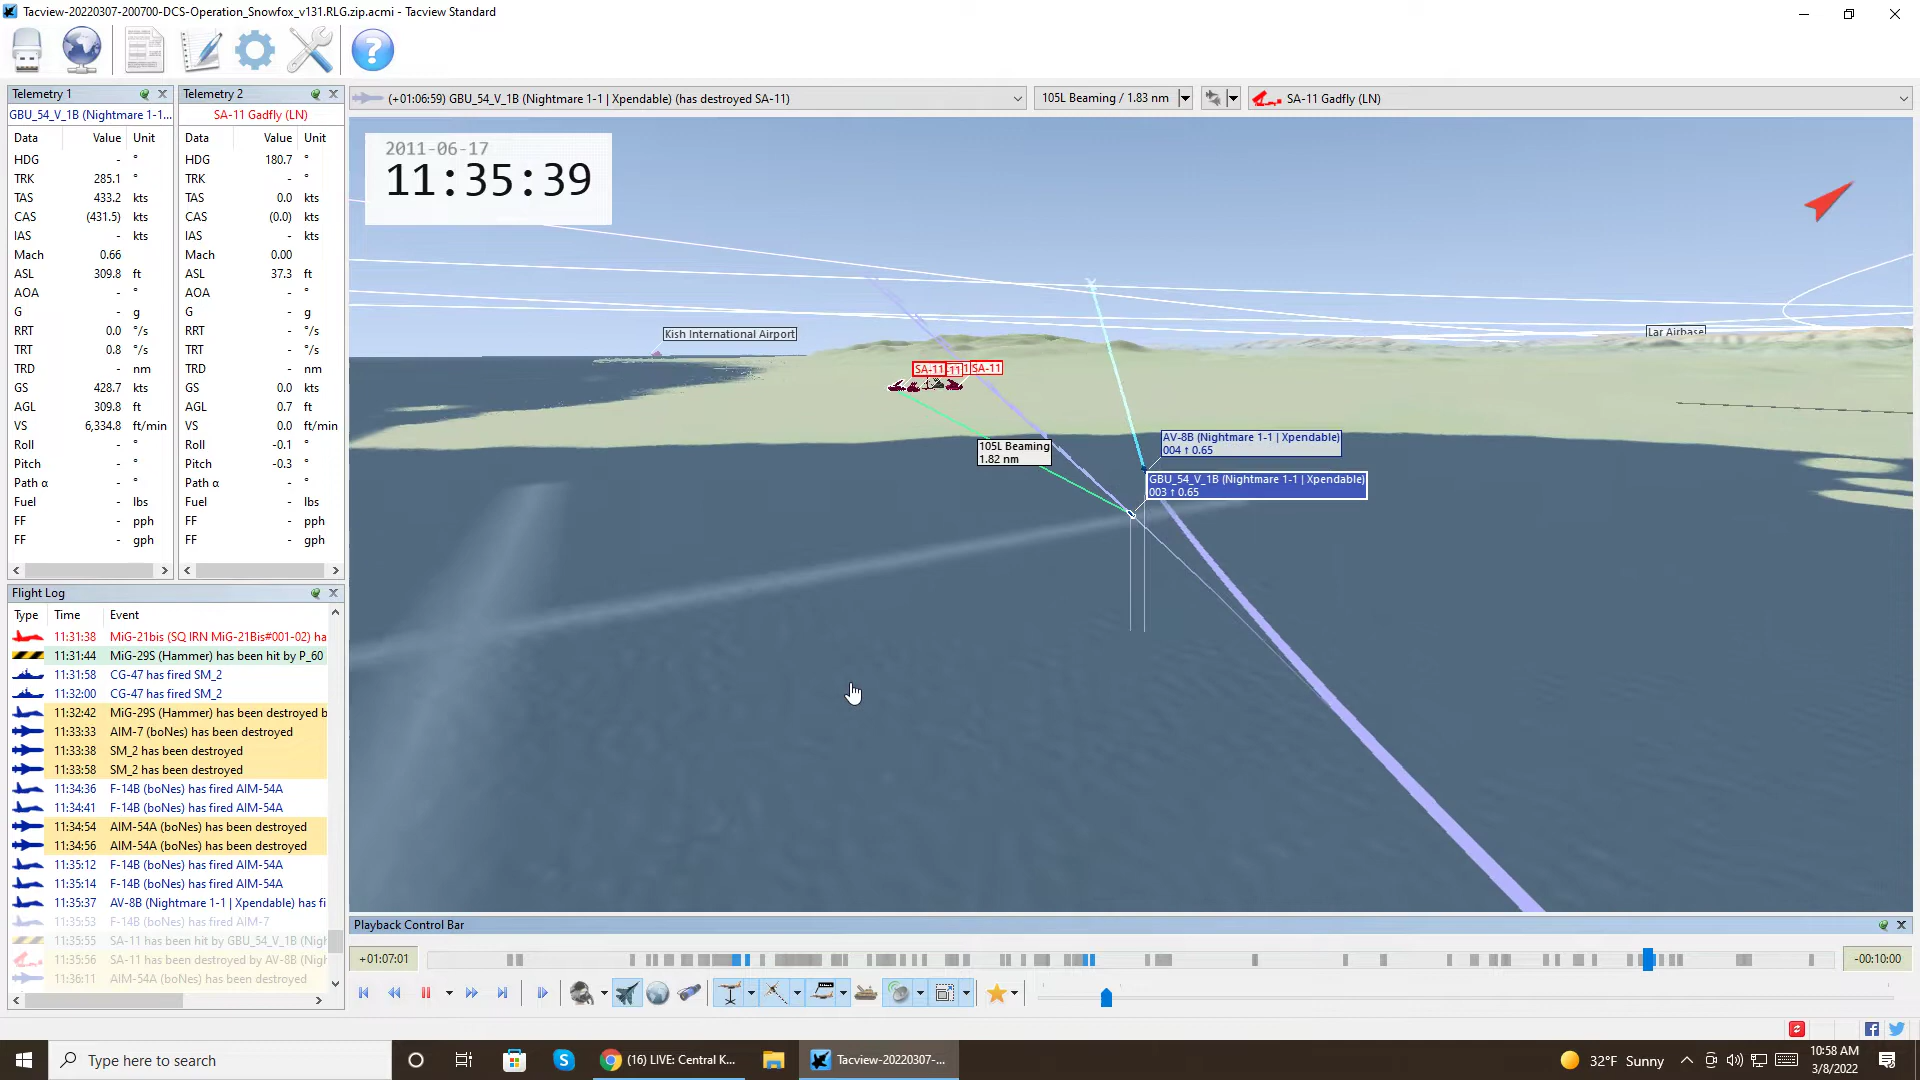 Tacview-20220307-200700-DCS-Operation_Snowfox_v131.RLG.zip.acmi - Tacview Standard
Telemetry 1
Telemetry 2
GBU_54_V_1B (Nightmare 1-1...
SA-11 Gadfly (LN)
Data Value Unit Data Value Unit
HDG - ° HDG 180.7 °
TRK 285.1 ° TRK - °
TAS 433.2 kts TAS 0.0 kts
CAS (431.5) kts CAS (0.0) kts
IAS - kts IAS - kts
Mach 0.66 Mach 0.00
ASL 309.8 ft ASL 37.3 ft
AOA - ° AOA - °
G - g G - g
RRT 0.0 °/s RRT - °/s
TRT 0.8 °/s TRT - °/s
TRD - nm TRD - nm
GS 428.7 kts GS 0.0 kts
AGL 309.8 ft AGL 0.7 ft
VS 6,334.8 ft/min VS 0.0 ft/min
Roll - ° Roll -0.1 °
Pitch - ° Pitch -0.3 °
Path α - ° Path α - °
Fuel - lbs Fuel - lbs
FF - pph FF - pph
FF - gph FF - gph
(+01:06:59) GBU_54_V_1B (Nightmare 1-1 | Xpendable) (has destroyed SA-11)
105L Beaming / 1.83 nm
SA-11 Gadfly (LN)
2011-06-17
11:35:39
Kish International Airport
Lar Airbase
SA-11 11 1 SA-11
105L Beaming
1.82 nm
AV-8B (Nightmare 1-1 | Xpendable)
004 ↑ 0.65
GBU_54_V_1B (Nightmare 1-1 | Xpendable)
003 ↑ 0.65
Flight Log
Type Time Event
11:31:38 MiG-21bis (SQ IRN MiG-21Bis#001-02) ha
11:31:44 MiG-29S (Hammer) has been hit by P_60
11:31:58 CG-47 has fired SM_2
11:32:00 CG-47 has fired SM_2
11:32:42 MiG-29S (Hammer) has been destroyed b
11:33:33 AIM-7 (boNes) has been destroyed
11:33:38 SM_2 has been destroyed
11:33:58 SM_2 has been destroyed
11:34:36 F-14B (boNes) has fired AIM-54A
11:34:41 F-14B (boNes) has fired AIM-54A
11:34:54 AIM-54A (boNes) has been destroyed
11:34:56 AIM-54A (boNes) has been destroyed
11:35:12 F-14B (boNes) has fired AIM-54A
11:35:14 F-14B (boNes) has fired AIM-54A
11:35:37 AV-8B (Nightmare 1-1 | Xpendable) has fi
11:35:53 F-14B (boNes) has fired AIM-7
11:35:55 SA-11 has been hit by GBU_54_V_1B (Nigh
11:35:56 SA-11 has been destroyed by AV-8B (Nigh
11:36:11 AIM-54A (boNes) has been destroyed
Playback Control Bar
+01:07:01
-00:10:00
Type here to search
(16) LIVE: Central K...
Tacview-20220307-...
32°F Sunny
10:58 AM
3/8/2022